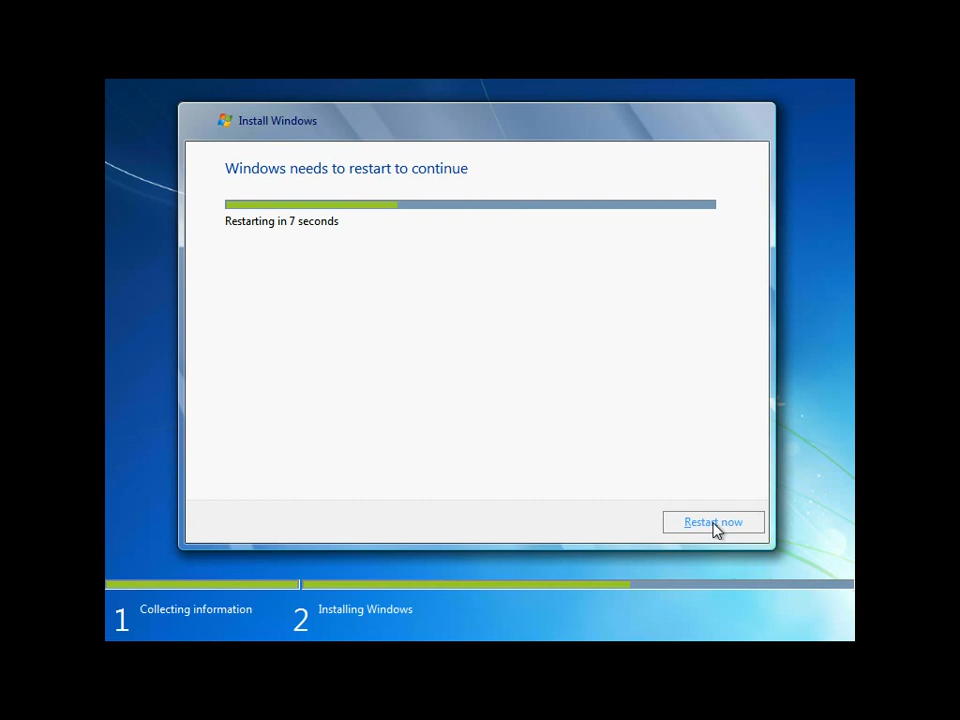 Install Windows
Windows needs to restart to continue
Restarting in 7 seconds
Restart now
1 Collecting information
2 Installing Windows